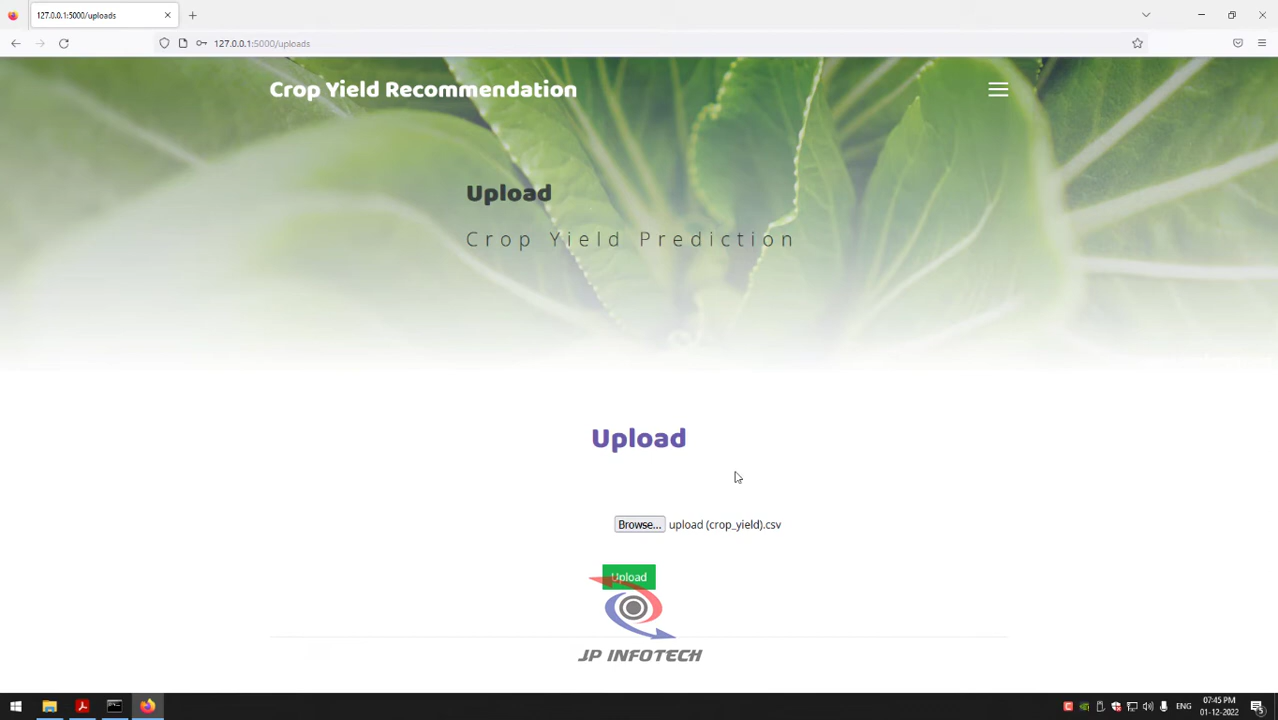 127.0.0.1:5000/uploads
127.0.0.1:5000/uploads
Crop Yield Recommendation
Upload
Crop Yield Prediction
Upload
Browse... upload (crop_yield).csv
Upload
JP INFOTECH
ENG
07:45 PM
01-12-2022
5